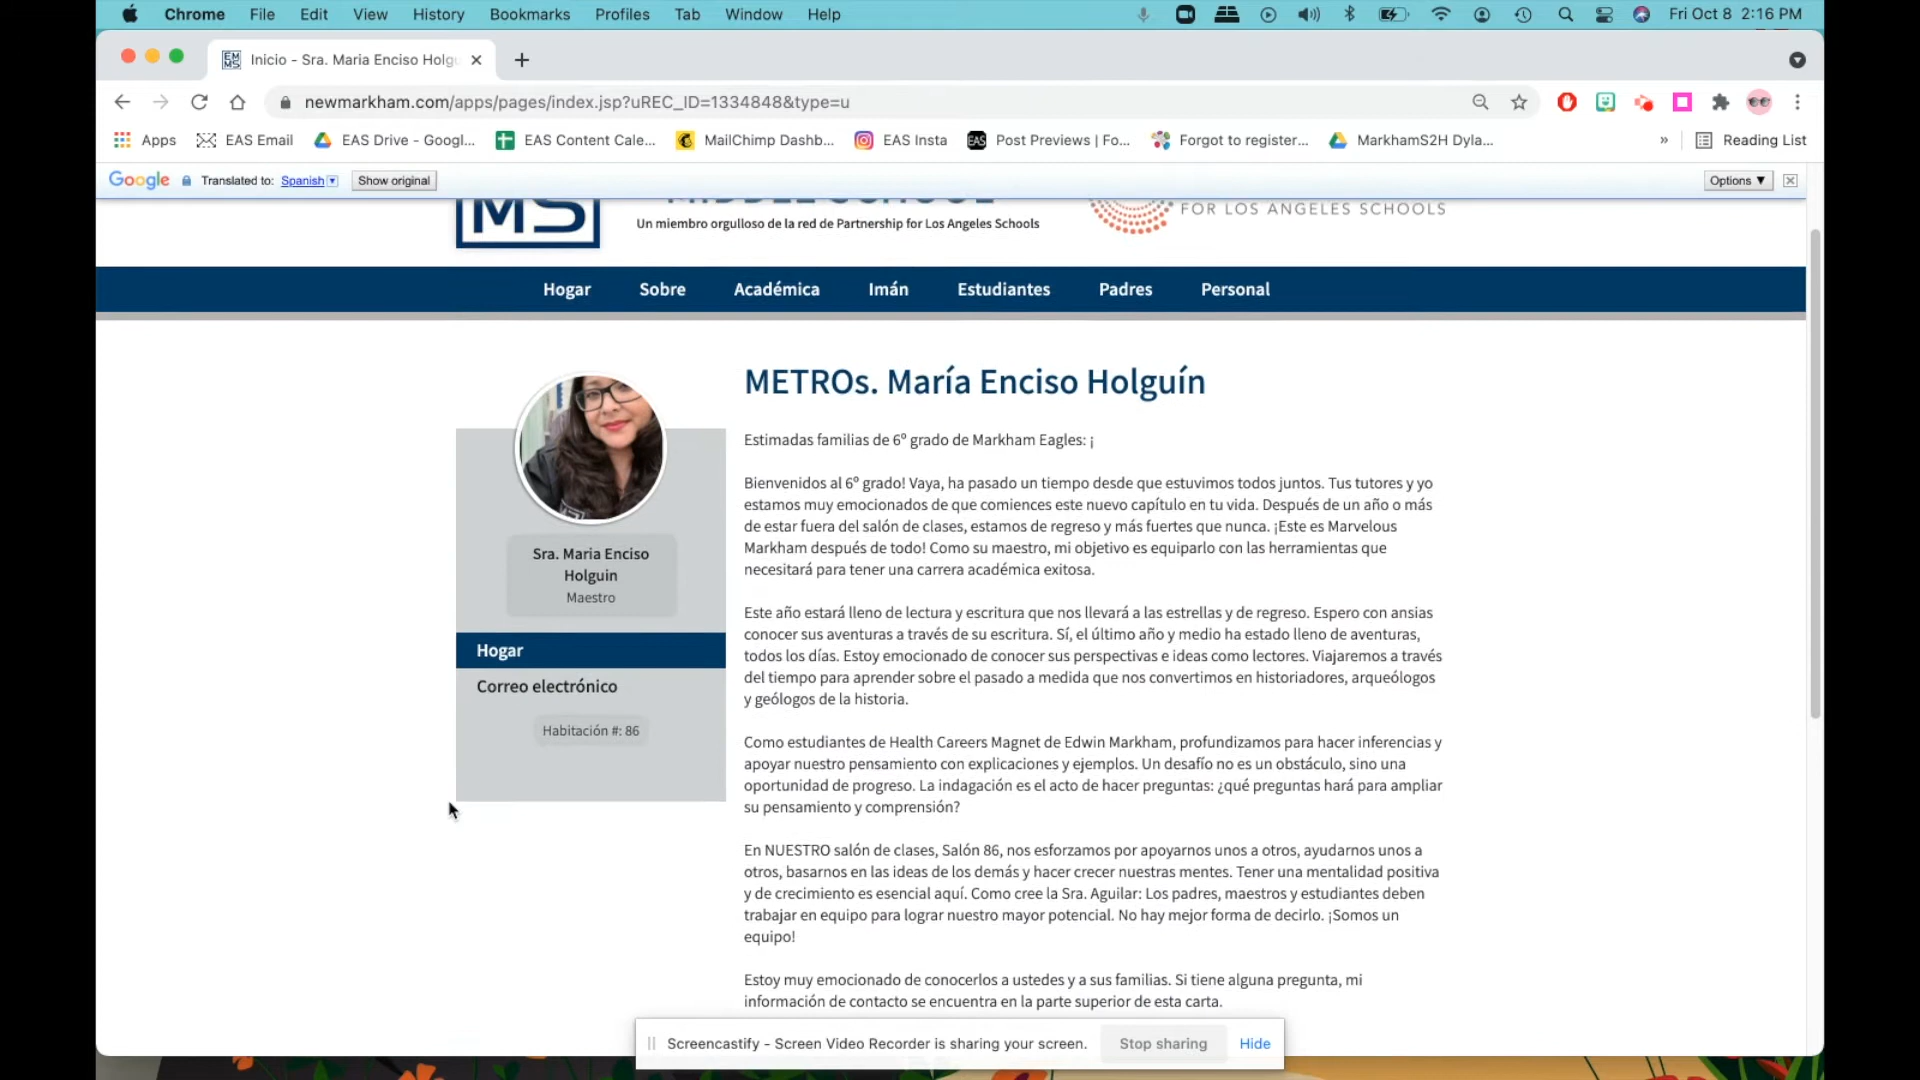 Chrome File Edit View History Bookmarks Profiles Tab Window Help Fri Oct 8 2:16 PM
Inicio - Sra. Maria Enciso Holgu
newmarkham.com/apps/pages/index.jsp?uREC_ID=1334848&type=u
Apps EAS Email EAS Drive - Googl... EAS Content Cale... MailChimp Dashb... EAS Insta EAS Post Previews | Fo... Forgot to register... MarkhamS2H Dyla... » Reading List
Google Translated to: Spanish Show original Options ▼
MS MIDDLE SCHOOL
FOR LOS ANGELES SCHOOLS
Un miembro orgulloso de la red de Partnership for Los Angeles Schools
Hogar Sobre Académica Imán Estudiantes Padres Personal
Sra. Maria Enciso
Holguin
Maestro
Hogar
Correo electrónico
Habitación #: 86
METROs. María Enciso Holguín
Estimadas familias de 6º grado de Markham Eagles: ¡
Bienvenidos al 6º grado! Vaya, ha pasado un tiempo desde que estuvimos todos juntos. Tus tutores y yo
estamos muy emocionados de que comiences este nuevo capítulo en tu vida. Después de un año o más
de estar fuera del salón de clases, estamos de regreso y más fuertes que nunca. ¡Este es Marvelous
Markham después de todo! Como su maestro, mi objetivo es equiparlo con las herramientas que
necesitará para tener una carrera académica exitosa.
Este año estará lleno de lectura y escritura que nos llevará a las estrellas y de regreso. Espero con ansias
conocer sus aventuras a través de su escritura. Sí, el último año y medio ha estado lleno de aventuras,
todos los días. Estoy emocionado de conocer sus perspectivas e ideas como lectores. Viajaremos a través
del tiempo para aprender sobre el pasado a medida que nos convertimos en historiadores, arqueólogos
y geólogos de la historia.
Como estudiantes de Health Careers Magnet de Edwin Markham, profundizamos para hacer inferencias y
apoyar nuestro pensamiento con explicaciones y ejemplos. Un desafío no es un obstáculo, sino una
oportunidad de progreso. La indagación es el acto de hacer preguntas: ¿qué preguntas hará para ampliar
su pensamiento y comprensión?
En NUESTRO salón de clases, Salón 86, nos esforzamos por apoyarnos unos a otros, ayudarnos unos a
otros, basarnos en las ideas de los demás y hacer crecer nuestras mentes. Tener una mentalidad positiva
y de crecimiento es esencial aquí. Como cree la Sra. Aguilar: Los padres, maestros y estudiantes deben
trabajar en equipo para lograr nuestro mayor potencial. No hay mejor forma de decirlo. ¡Somos un
equipo!
Estoy muy emocionado de conocerlos a ustedes y a sus familias. Si tiene alguna pregunta, mi
información de contacto se encuentra en la parte superior de esta carta.
Screencastify - Screen Video Recorder is sharing your screen. Stop sharing Hide